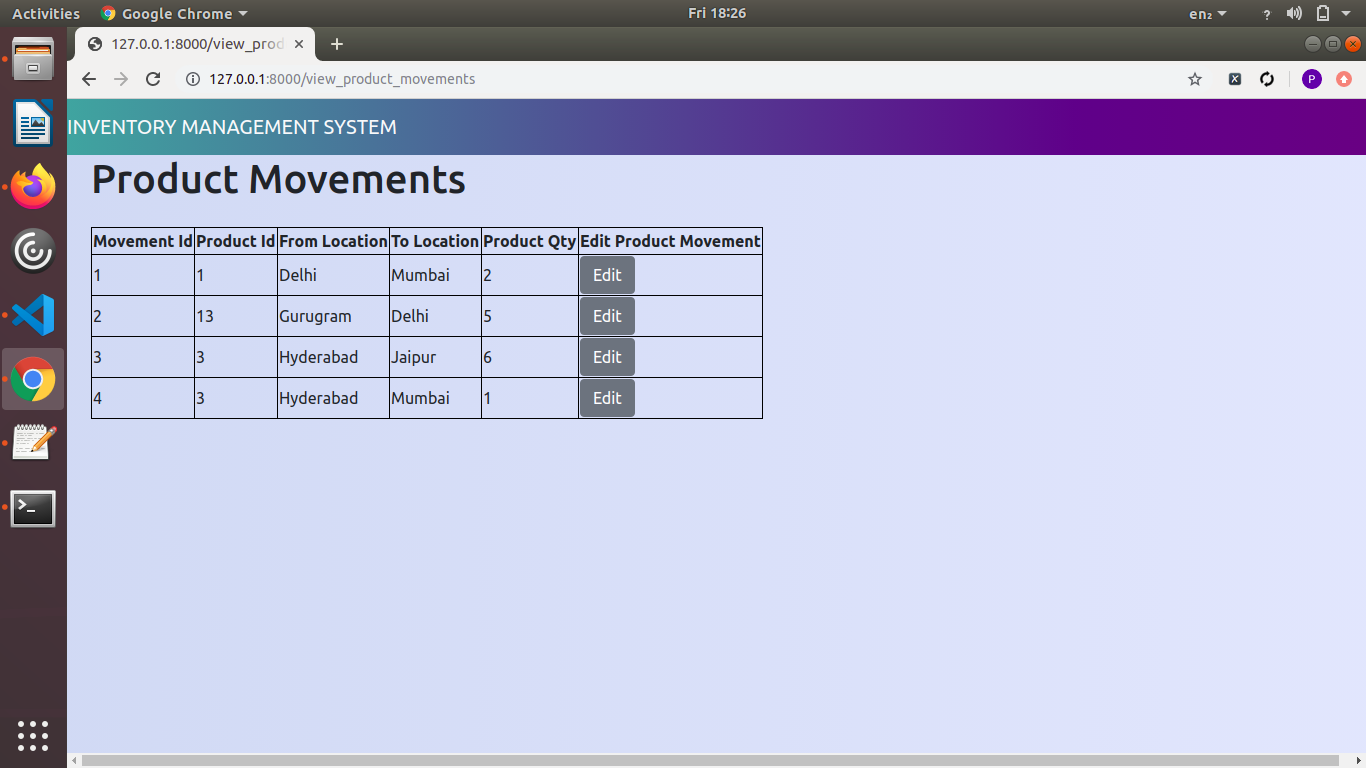 Activities Google Chrome Fri 18:26 en₂ ?
127.0.0.1:8000/view_prod
127.0.0.1:8000/view_product_movements P
INVENTORY MANAGEMENT SYSTEM
Product Movements
Movement Id Product Id From Location To Location Product Qty Edit Product Movement
1 1 Delhi Mumbai 2 Edit
2 13 Gurugram Delhi 5 Edit
3 3 Hyderabad Jaipur 6 Edit
4 3 Hyderabad Mumbai 1 Edit